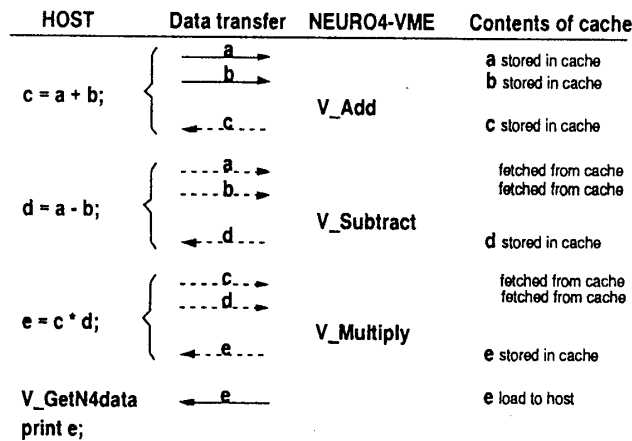 HOST Data transfer NEURO4-VME Contents of cache
c = a + b;
a
a stored in cache
b
b stored in cache
V_Add
c
c stored in cache
d = a - b;
a
fetched from cache
b
fetched from cache
V_Subtract
d
d stored in cache
e = c * d;
c
fetched from cache
d
fetched from cache
V_Multiply
e
e stored in cache
V_GetN4data
e
e load to host
print e;